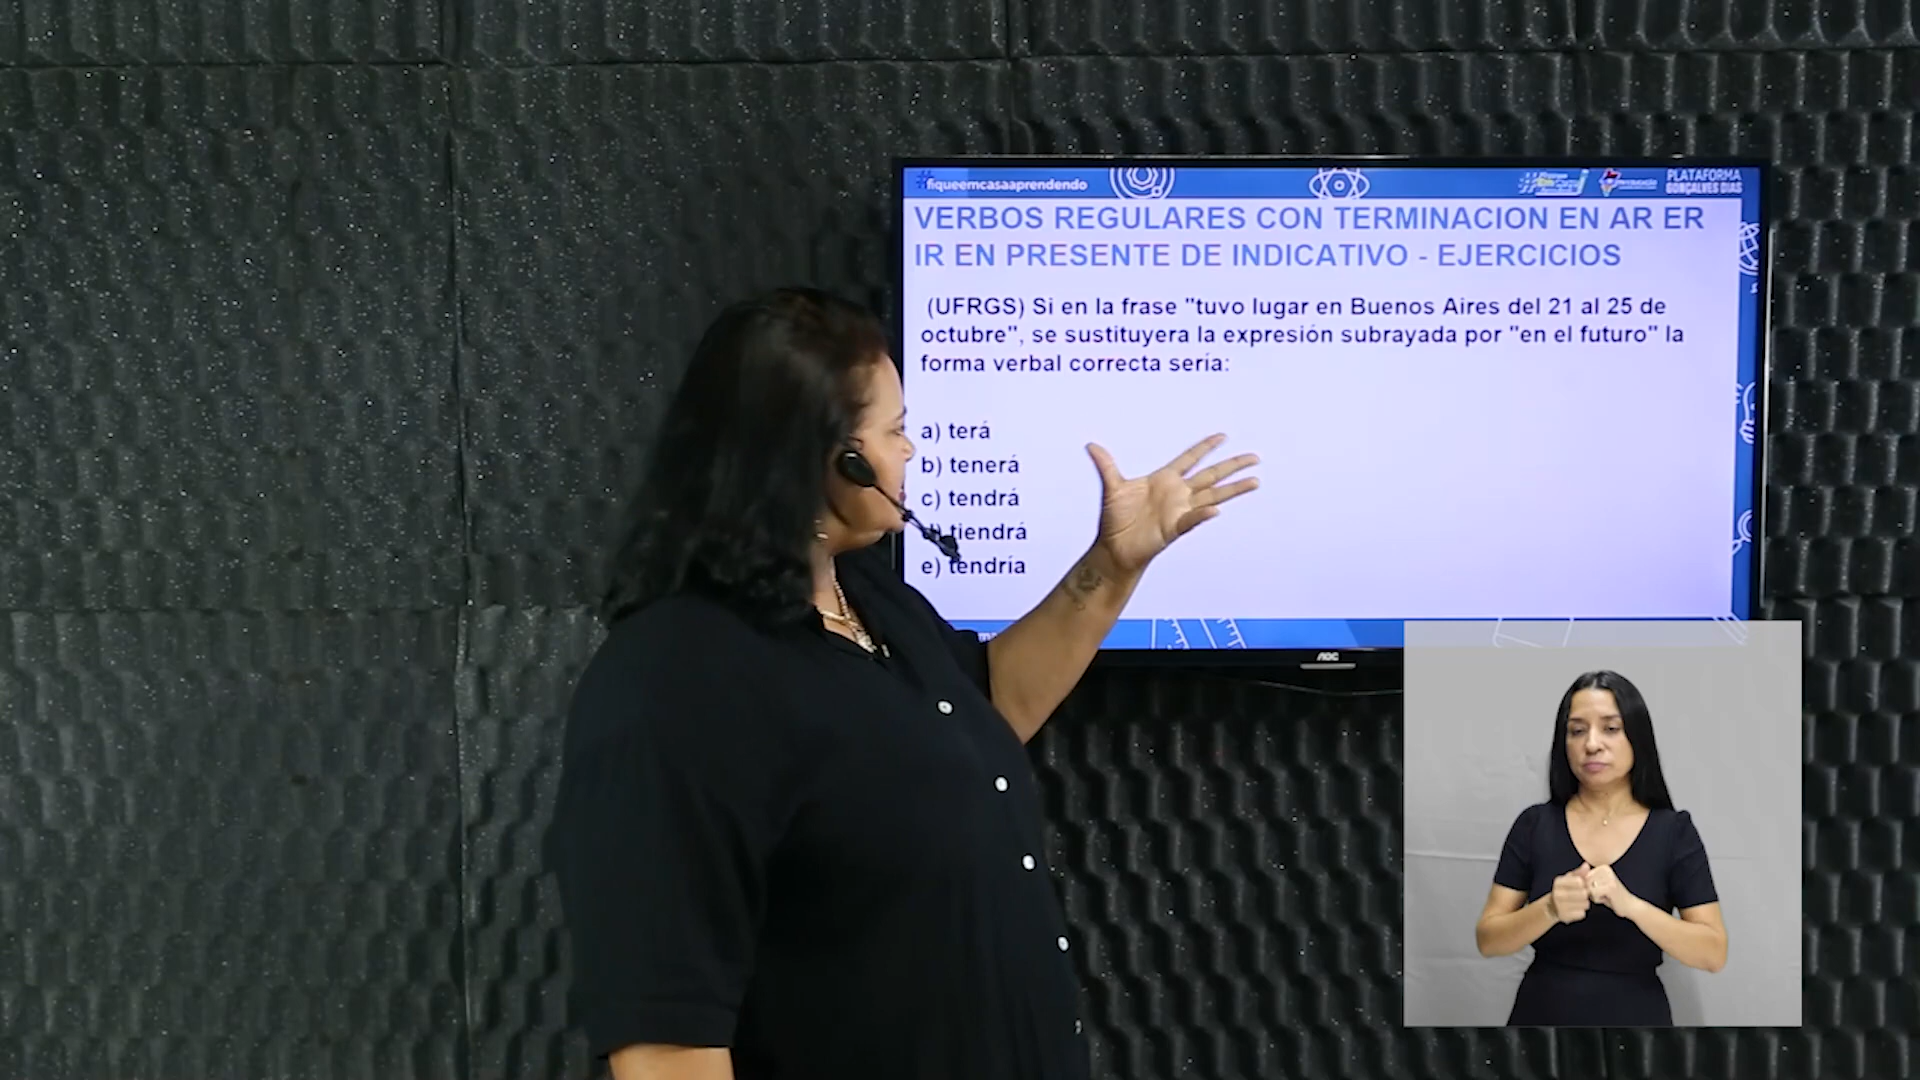 #fiqueemcasaaprendendo
PLATAFORMA
GONÇALVES DIAS
VERBOS REGULARES CON TERMINACION EN AR ER
IR EN PRESENTE DE INDICATIVO - EJERCICIOS
(UFRGS) Si en la frase "tuvo lugar en Buenos Aires del 21 al 25 de
octubre", se sustituyera la expresión subrayada por "en el futuro" la
forma verbal correcta sería:
a) terá
b) tenerá
c) tendrá
d) tiendrá
e) tendría
AOC